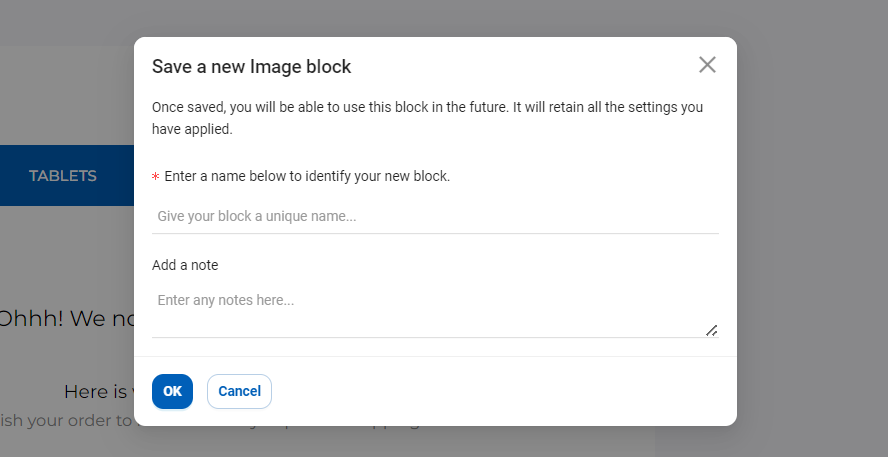 Save a new Image block
Once saved, you will be able to use this block in the future. It will retain all the settings you
have applied.
TABLETS
* Enter a name below to identify your new block.
Give your block a unique name...
Add a note
Enter any notes here...
Ohhh! We no
Here is
OK
Cancel
ish your order to